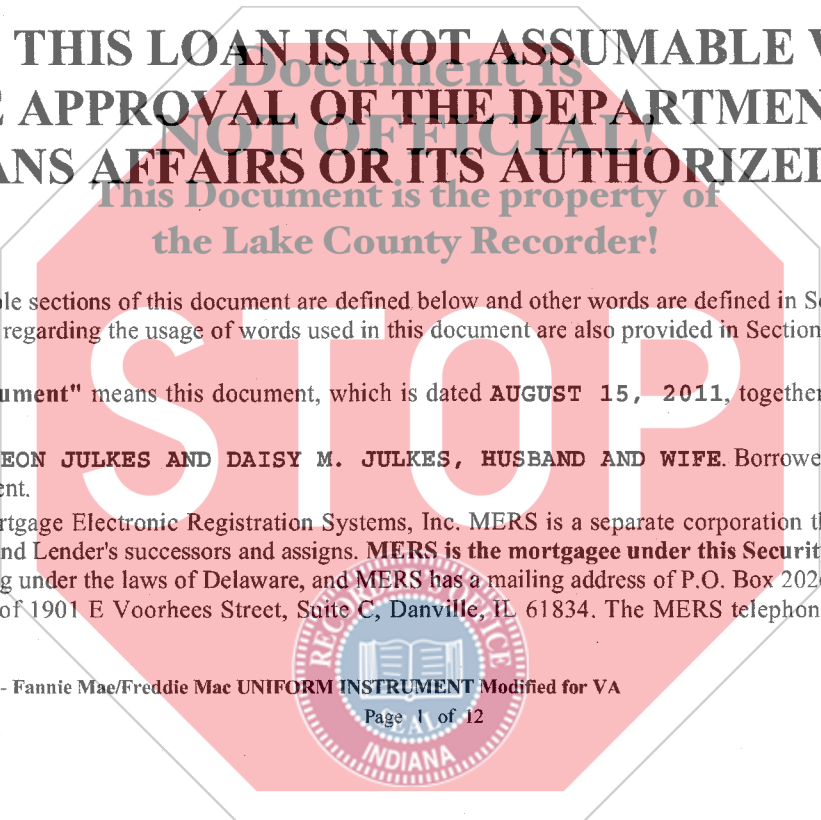 THIS LOAN IS NOT ASSUMABLE
Document is
APPROVAL OF THE DEPARTMEN
NOT OFFICIAL!
ANS AFFAIRS OR ITS AUTHORIZED
This Document is the property of
the Lake County Recorder!
le sections of this document are defined below and other words are defined in S
regarding the usage of words used in this document are also provided in Section
STOP
ument" means this document, which is dated AUGUST 15, 2011, together
EON JULKES AND DAISY M. JULKES, HUSBAND AND WIFE. Borrowe
ent.
rtgage Electronic Registration Systems, Inc. MERS is a separate corporation th
nd Lender's successors and assigns. MERS is the mortgagee under this Securit
g under the laws of Delaware, and MERS has a mailing address of P.O. Box 202
of 1901 E Voorhees Street, Suite C, Danville, IL 61834. The MERS telephon
RECORDER'S OFFICE
- Fannie Mae/Freddie Mac UNIFORM INSTRUMENT Modified for VA
Page 1 of 12
SEAL
INDIANA